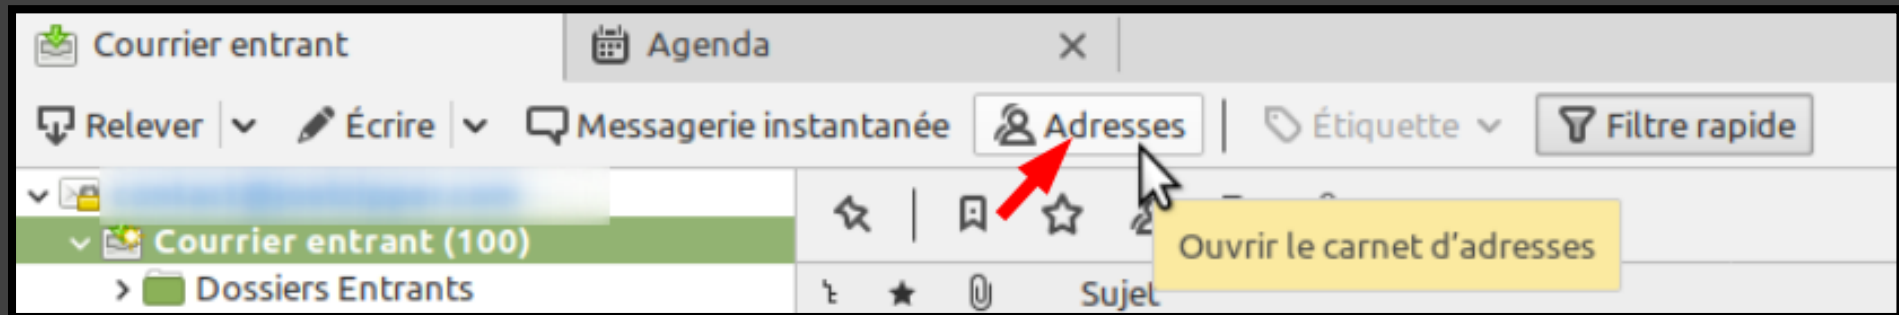 Courrier entrant Agenda
Relever Écrire Messagerie instantanée Adresses Étiquette Filtre rapide
Courrier entrant (100)
Ouvrir le carnet d'adresses
Dossiers Entrants Sujet